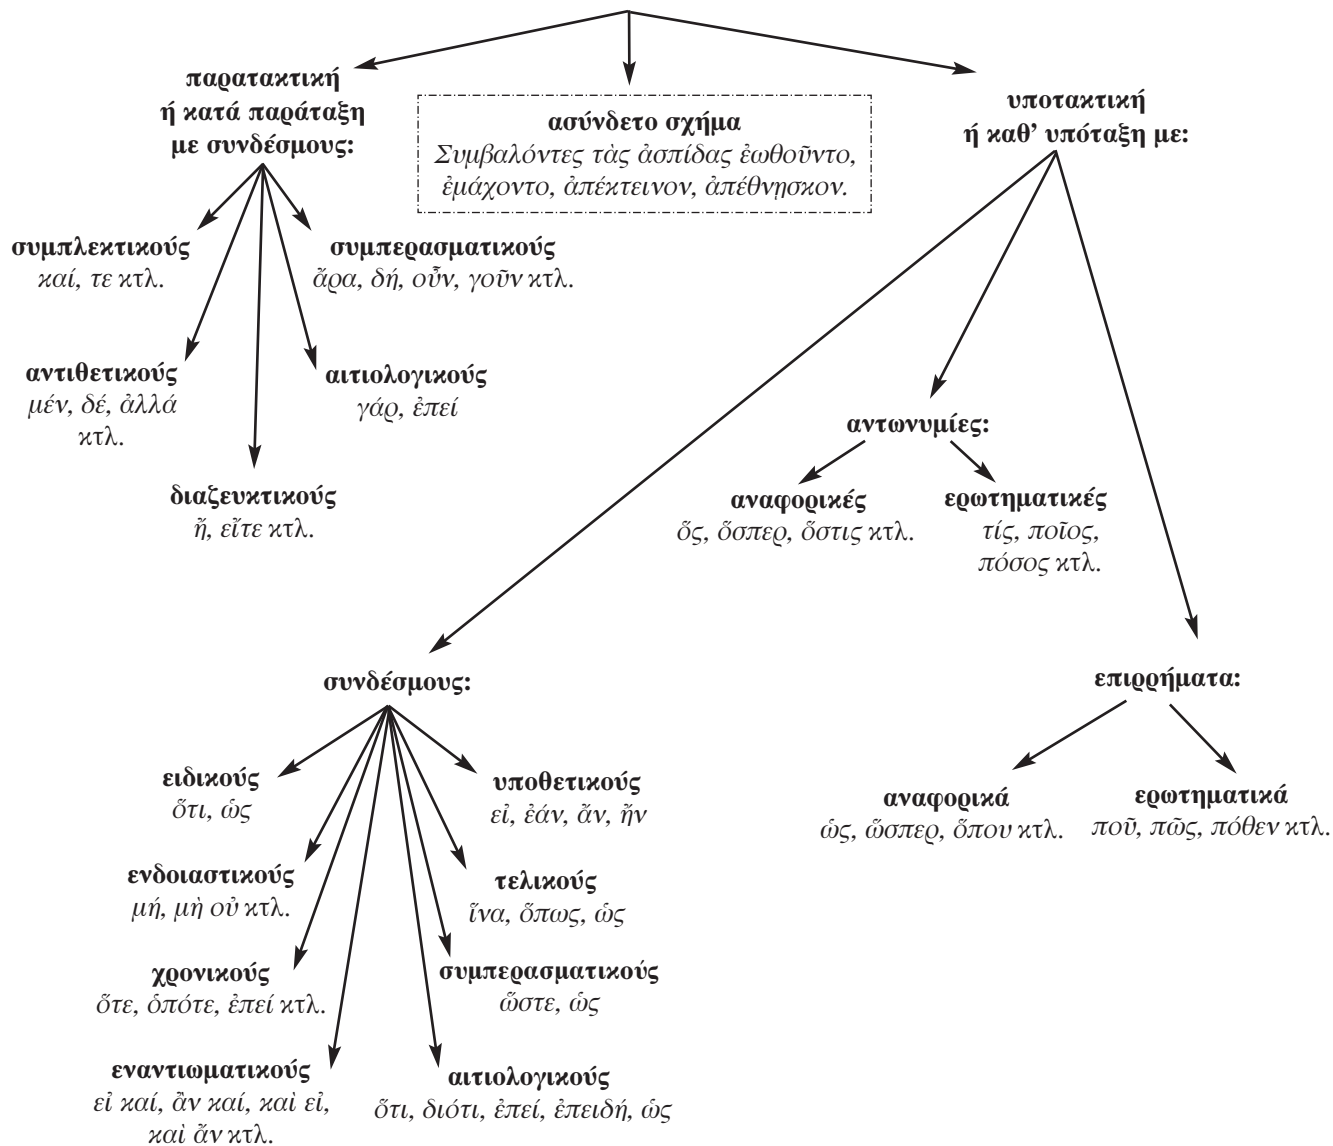 παρατακτική
ή κατά παράταξη
με συνδέσμους:
ασύνδετο σχήμα
Συμβαλόντες τὰς ἀσπίδας ἐωθοῦντο,
ἐμάχοντο, ἀπέκτεινον, ἀπέθνῃσκον.
υποτακτική
ή καθ’ υπόταξη με:
συμπλεκτικούς
καί, τε κτλ.
συμπερασματικούς
ἄρα, δή, οὖν, γοῦν κτλ.
αντιθετικούς
μέν, δέ, ἀλλά
κτλ.
αιτιολογικούς
γάρ, ἐπεί
διαζευκτικούς
ἤ, εἴτε κτλ.
αντωνυμίες:
αναφορικές
ὅς, ὅσπερ, ὅστις κτλ.
ερωτηματικές
τίς, ποῖος,
πόσος κτλ.
συνδέσμους:
ειδικούς
ὅτι, ὡς
υποθετικούς
εἰ, ἐάν, ἄν, ἤν
ενδοιαστικούς
μή, μὴ οὐ κτλ.
τελικούς
ἵνα, ὅπως, ὡς
χρονικούς
ὅτε, ὁπότε, ἐπεί κτλ.
συμπερασματικούς
ὥστε, ὡς
εναντιωματικούς
εἰ καί, ἂν καί, καὶ εἰ,
καὶ ἄν κτλ.
αιτιολογικούς
ὅτι, διότι, ἐπεί, ἐπειδή, ὡς
επιρρήματα:
αναφορικά
ὡς, ὥσπερ, ὅπου κτλ.
ερωτηματικά
ποῦ, πῶς, πόθεν κτλ.